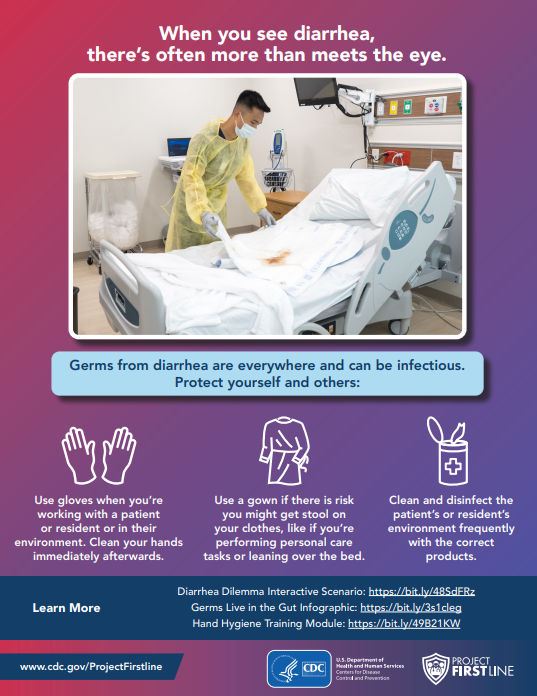 When you see diarrhea,
there's often more than meets the eye.
Germs from diarrhea are everywhere and can be infectious.
Protect yourself and others:
Use gloves when you're
working with a patient
or resident or in their
environment. Clean your hands
immediately afterwards.
Use a gown if there is risk
you might get stool on
your clothes, like if you're
performing personal care
tasks or leaning over the bed.
Clean and disinfect the
patient's or resident's
environment frequently
with the correct
products.
Learn More
Diarrhea Dilemma Interactive Scenario: https://bit.ly/48SdFRz
Germs Live in the Gut Infographic: https://bit.ly/3s1cleg
Hand Hygiene Training Module: https://bit.ly/49B21KW
www.cdc.gov/ProjectFirstline
CDC
U.S. Department of
Health and Human Services
Centers for Disease
Control and Prevention
PROJECT
FIRSTLINE